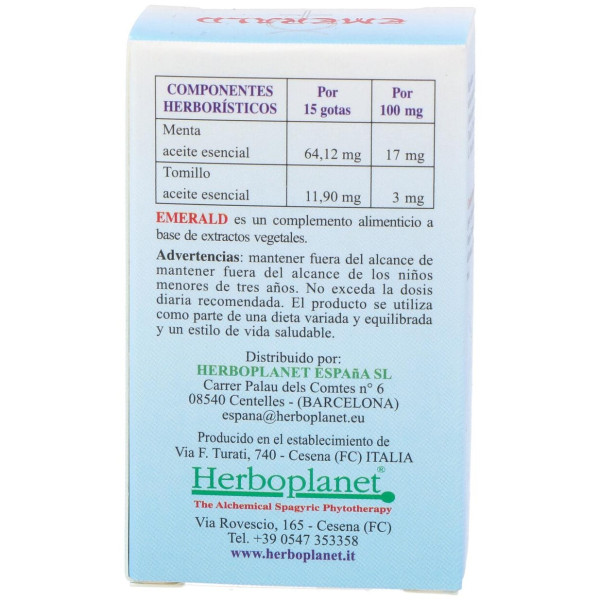 EMERALD
COMPONENTES HERBORÍSTICOS Por 15 gotas Por 100 mg
Menta
aceite esencial 64,12 mg 17 mg
Tomillo
aceite esencial 11,90 mg 3 mg
EMERALD es un complemento alimenticio a
base de extractos vegetales.
Advertencias: mantener fuera del alcance de
mantener fuera del alcance de los niños
menores de tres años. No exceda la dosis
diaria recomendada. El producto se utiliza
como parte de una dieta variada y equilibrada
y un estilo de vida saludable.
Distribuido por:
HERBOPLANET ESPAñA SL
Carrer Palau dels Comtes n° 6
08540 Centelles - (BARCELONA)
espana@herboplanet.eu
Producido en el establecimiento de
Via F. Turati, 740 - Cesena (FC) ITALIA
Herboplanet®
The Alchemical Spagyric Phytotherapy
Via Rovescio, 165 - Cesena (FC)
Tel. +39 0547 353358
www.herboplanet.it